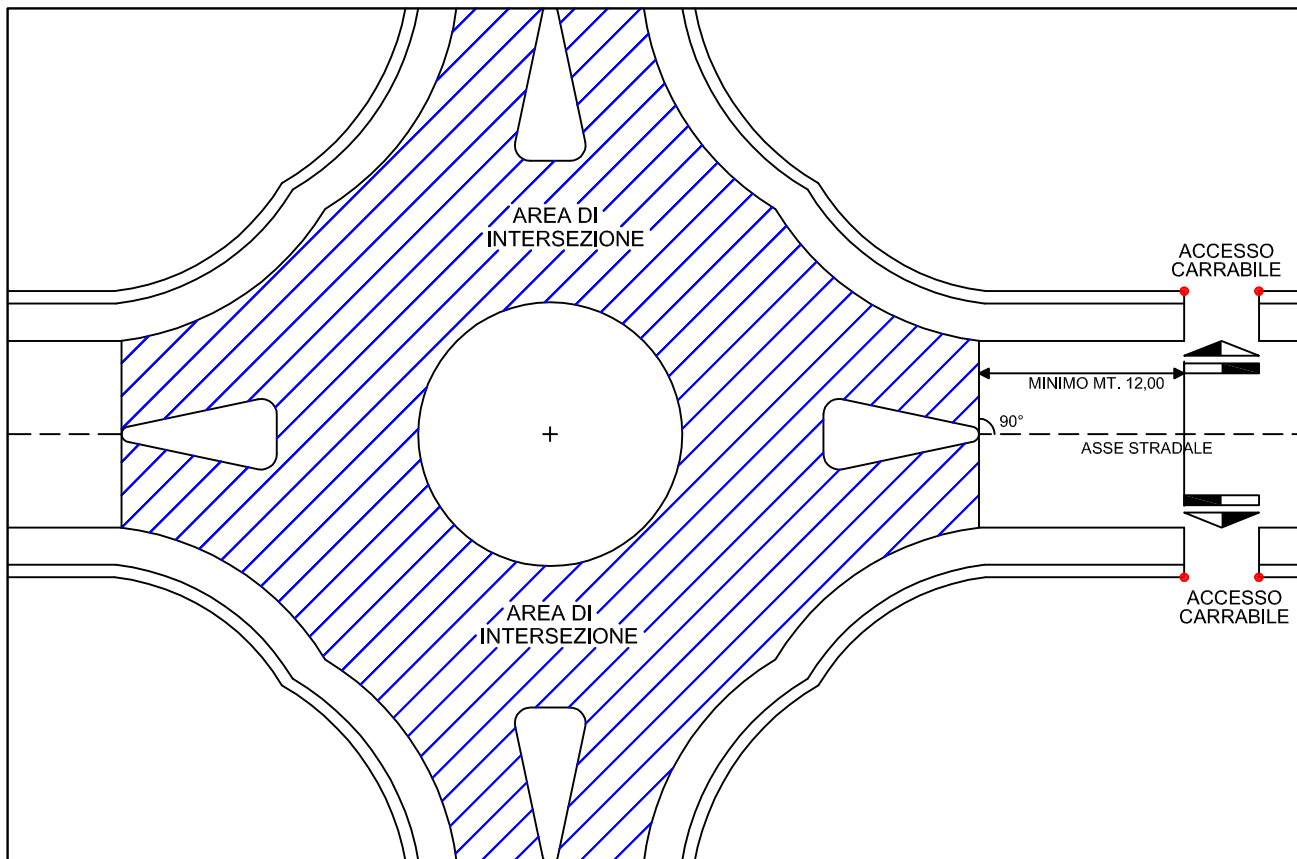 AREA DI
INTERSEZIONE
ACCESSO
CARRABILE
MINIMO MT. 12,00
90°
ASSE STRADALE
AREA DI
INTERSEZIONE
ACCESSO
CARRABILE